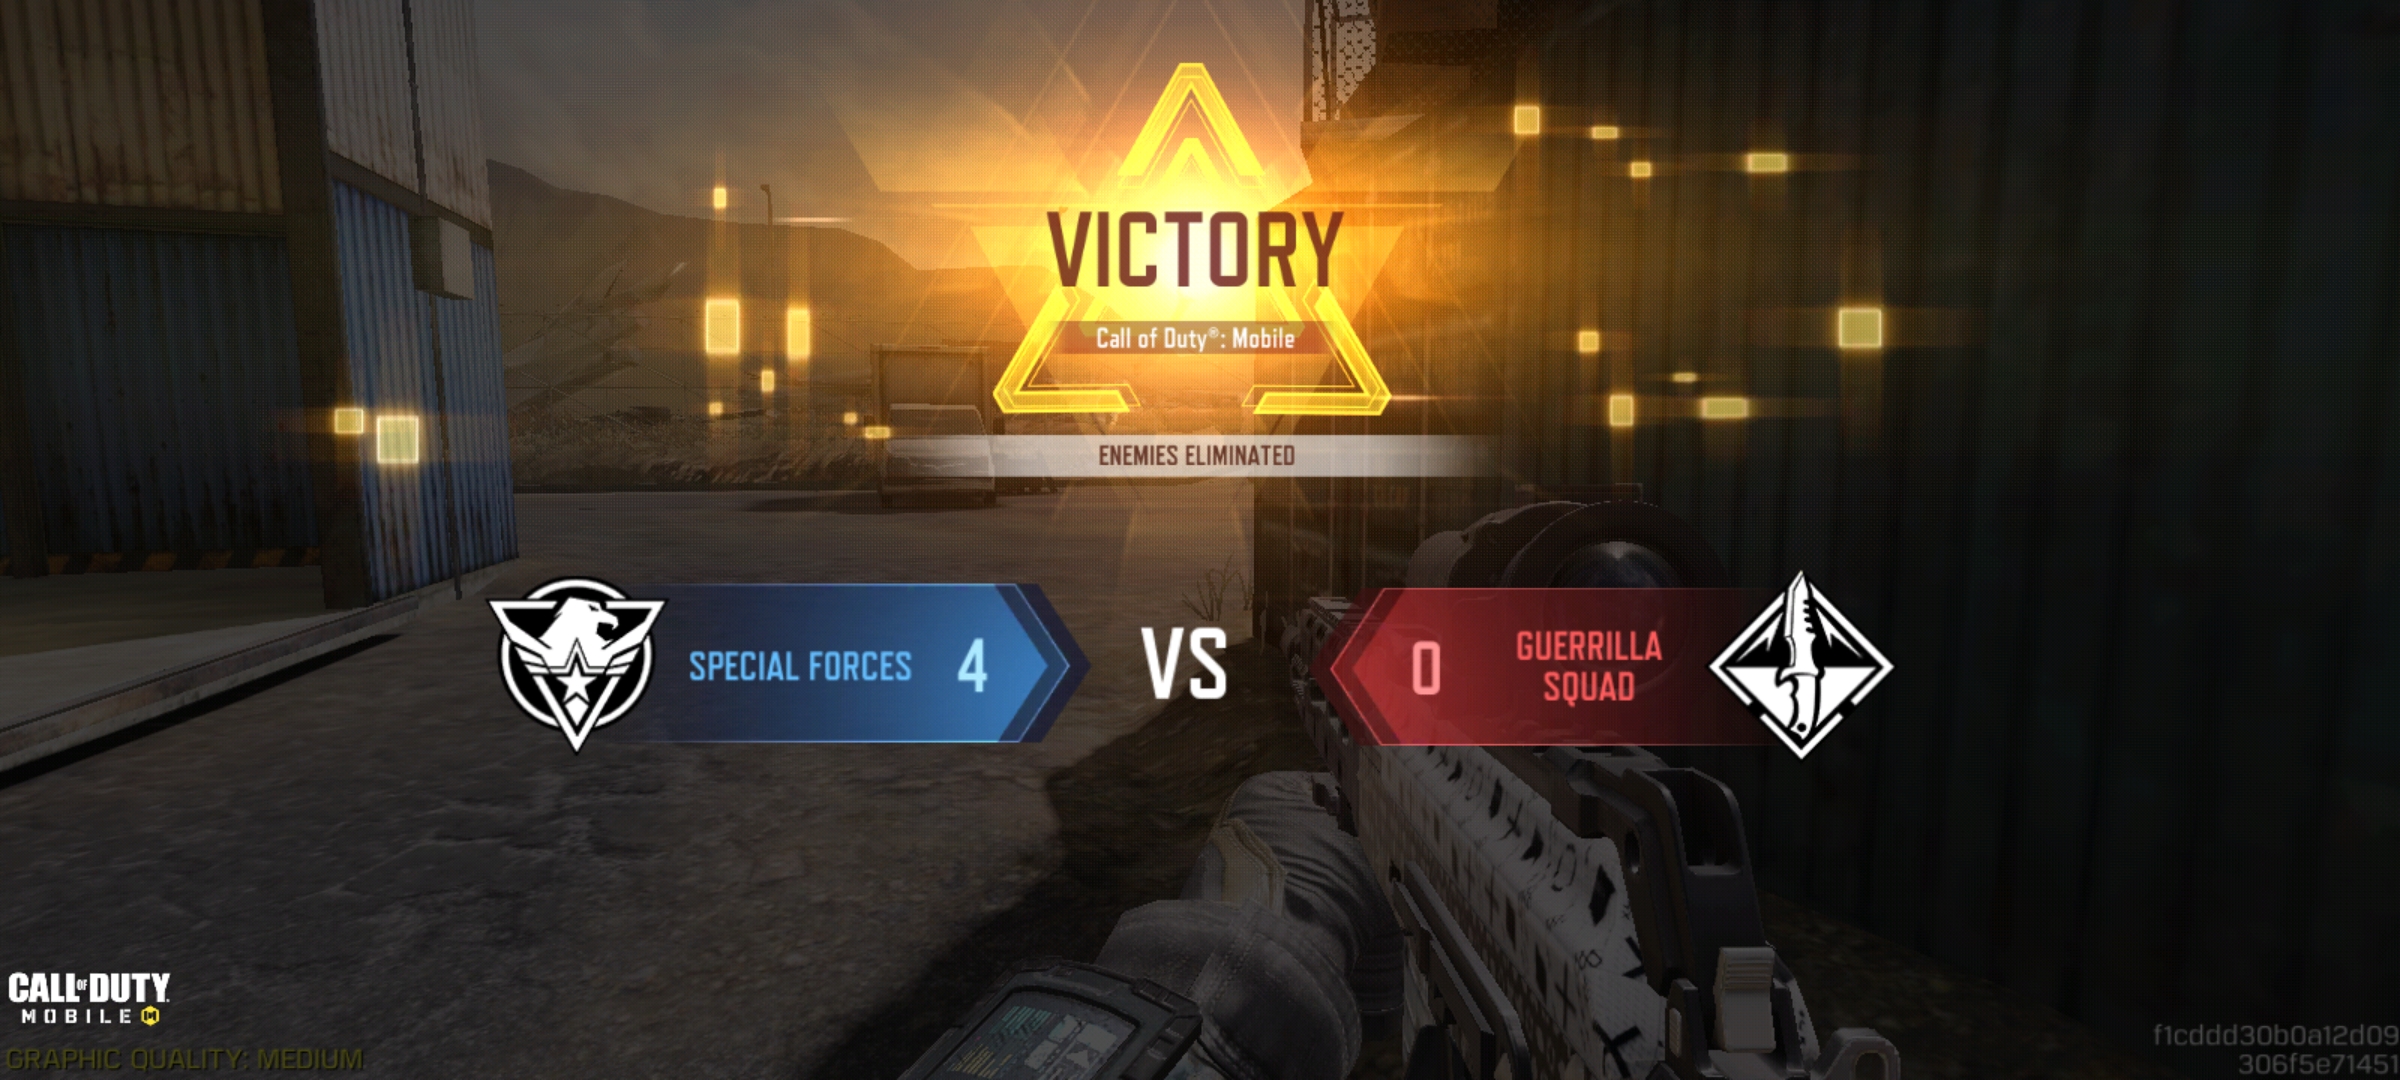 VICTORY
Call of Duty®: Mobile
ENEMIES ELIMINATED
SPECIAL FORCES 4 VS 0 GUERRILLA
SQUAD
CALL OF DUTY
MOBILE
GRAPHIC QUALITY: MEDIUM
f1cddd30b0a12d09
306f5e71451